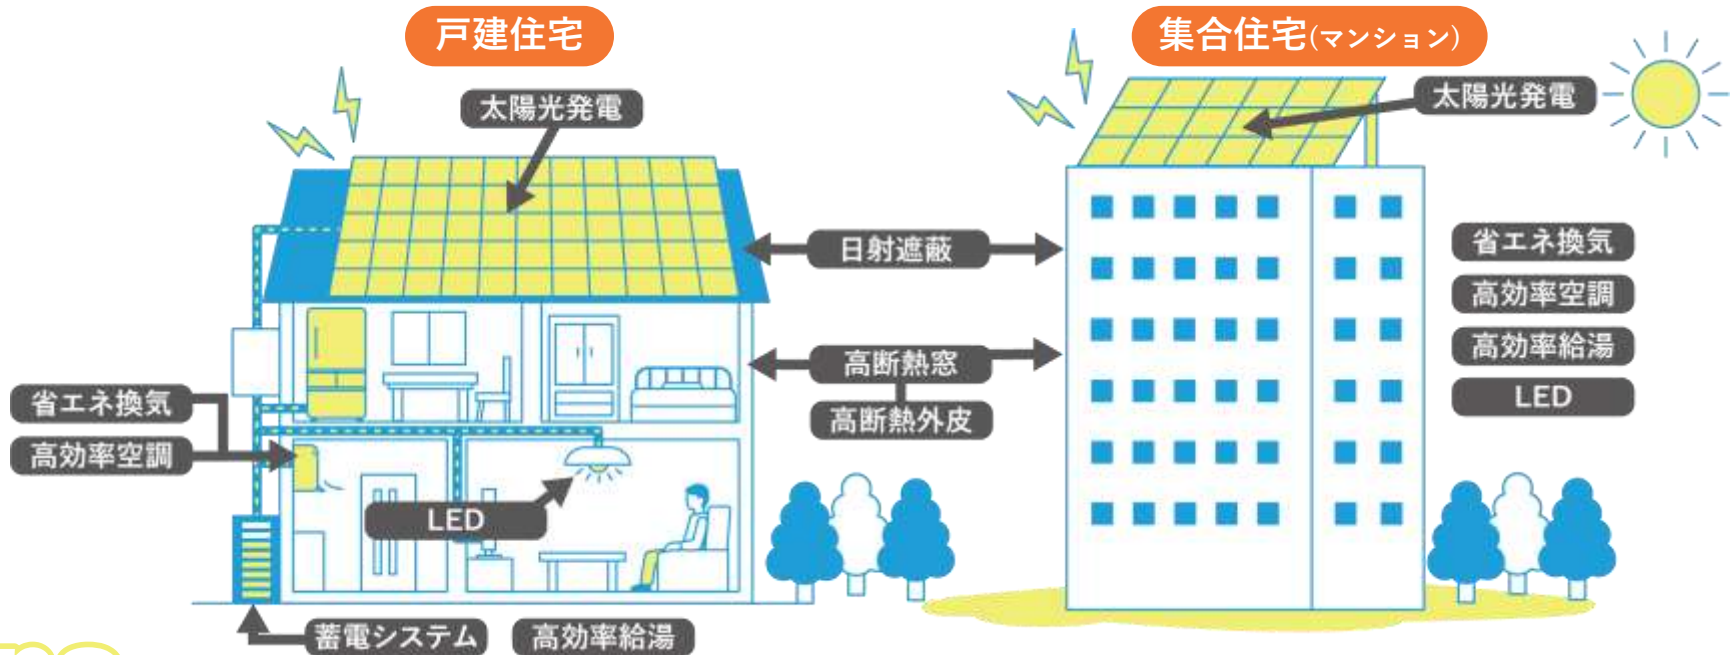 戸建住宅
集合住宅(マンション)
太陽光発電
太陽光発電
日射遮蔽
省エネ換気
高効率空調
高断熱窓
高効率給湯
省エネ換気
LED
高断熱外皮
高効率空調
LED
蓄電システム
高効率給湯